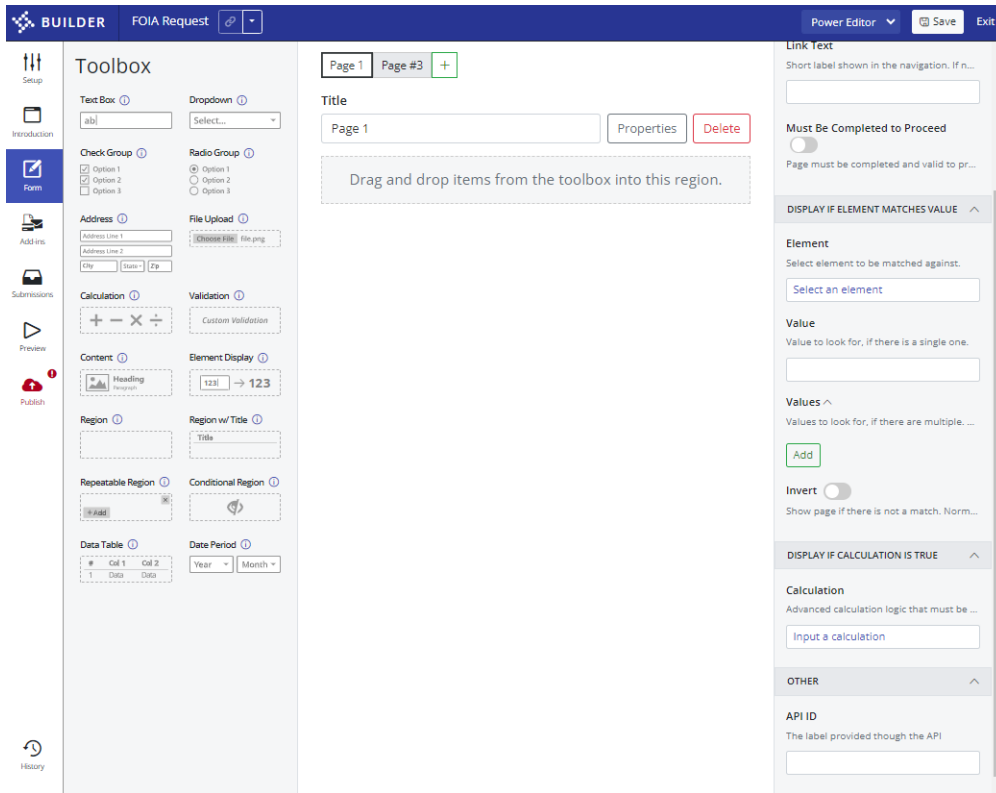 BUILDER
FOIA Request
Power Editor
Save
Exit
Setup
Introduction
Form
Add-ins
Submissions
Preview
Publish
History
Toolbox
Text Box
Dropdown
ab
Select...
Check Group
Radio Group
Option 1
Option 2
Option 3
Option 1
Option 2
Option 3
Address
File Upload
Address Line 1
Address Line 2
City
State
Zip
Choose File file.png
Calculation
Validation
Custom Validation
Content
Element Display
Heading
Paragraph
123 → 123
Region
Region w/ Title
Title
Repeatable Region
Conditional Region
+ Add
Data Table
Date Period
# Col 1 Col 2
1 Data Data
Year
Month
Page 1
Page #3
+
Title
Page 1
Properties
Delete
Drag and drop items from the toolbox into this region.
Link Text
Short label shown in the navigation. If n...
Must Be Completed to Proceed
Page must be completed and valid to pr...
DISPLAY IF ELEMENT MATCHES VALUE
Element
Select element to be matched against.
Select an element
Value
Value to look for, if there is a single one.
Values
Values to look for, if there are multiple. ...
Add
Invert
Show page if there is not a match. Norm...
DISPLAY IF CALCULATION IS TRUE
Calculation
Advanced calculation logic that must be ...
Input a calculation
OTHER
API ID
The label provided though the API